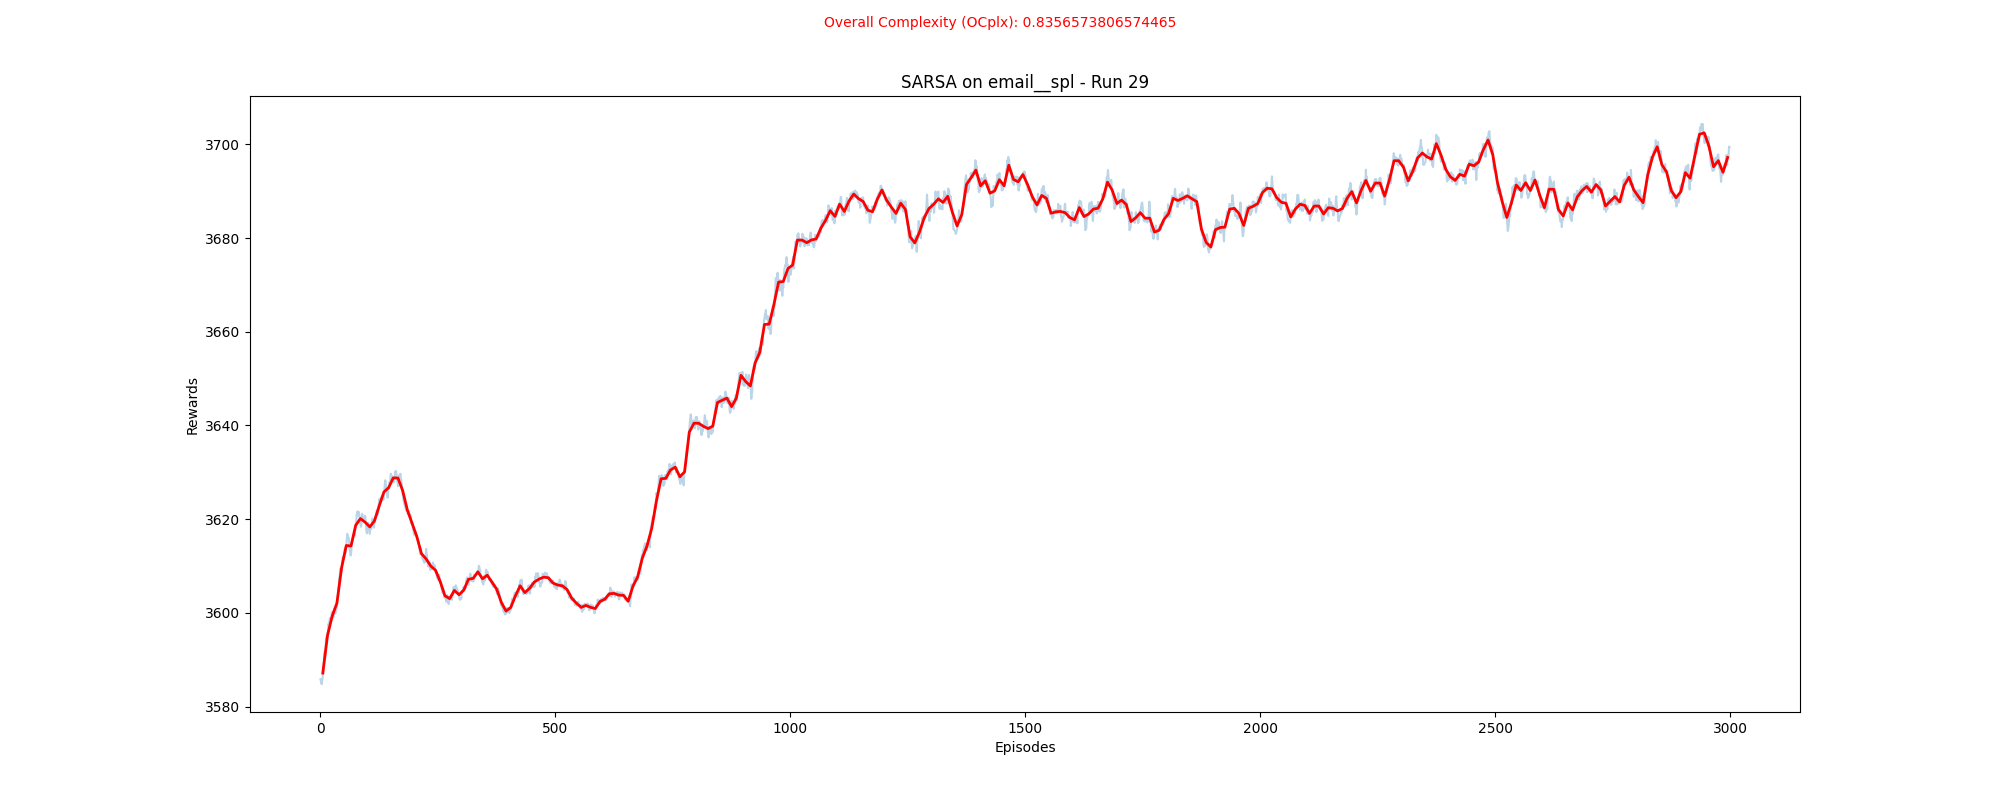 Overall Complexity (OCplx): 0.8356573806574465
SARSA on email__spl - Run 29
3700
3680
3660
3640
3620
3600
3580
Rewards
0 500 1000 1500 2000 2500 3000
Episodes